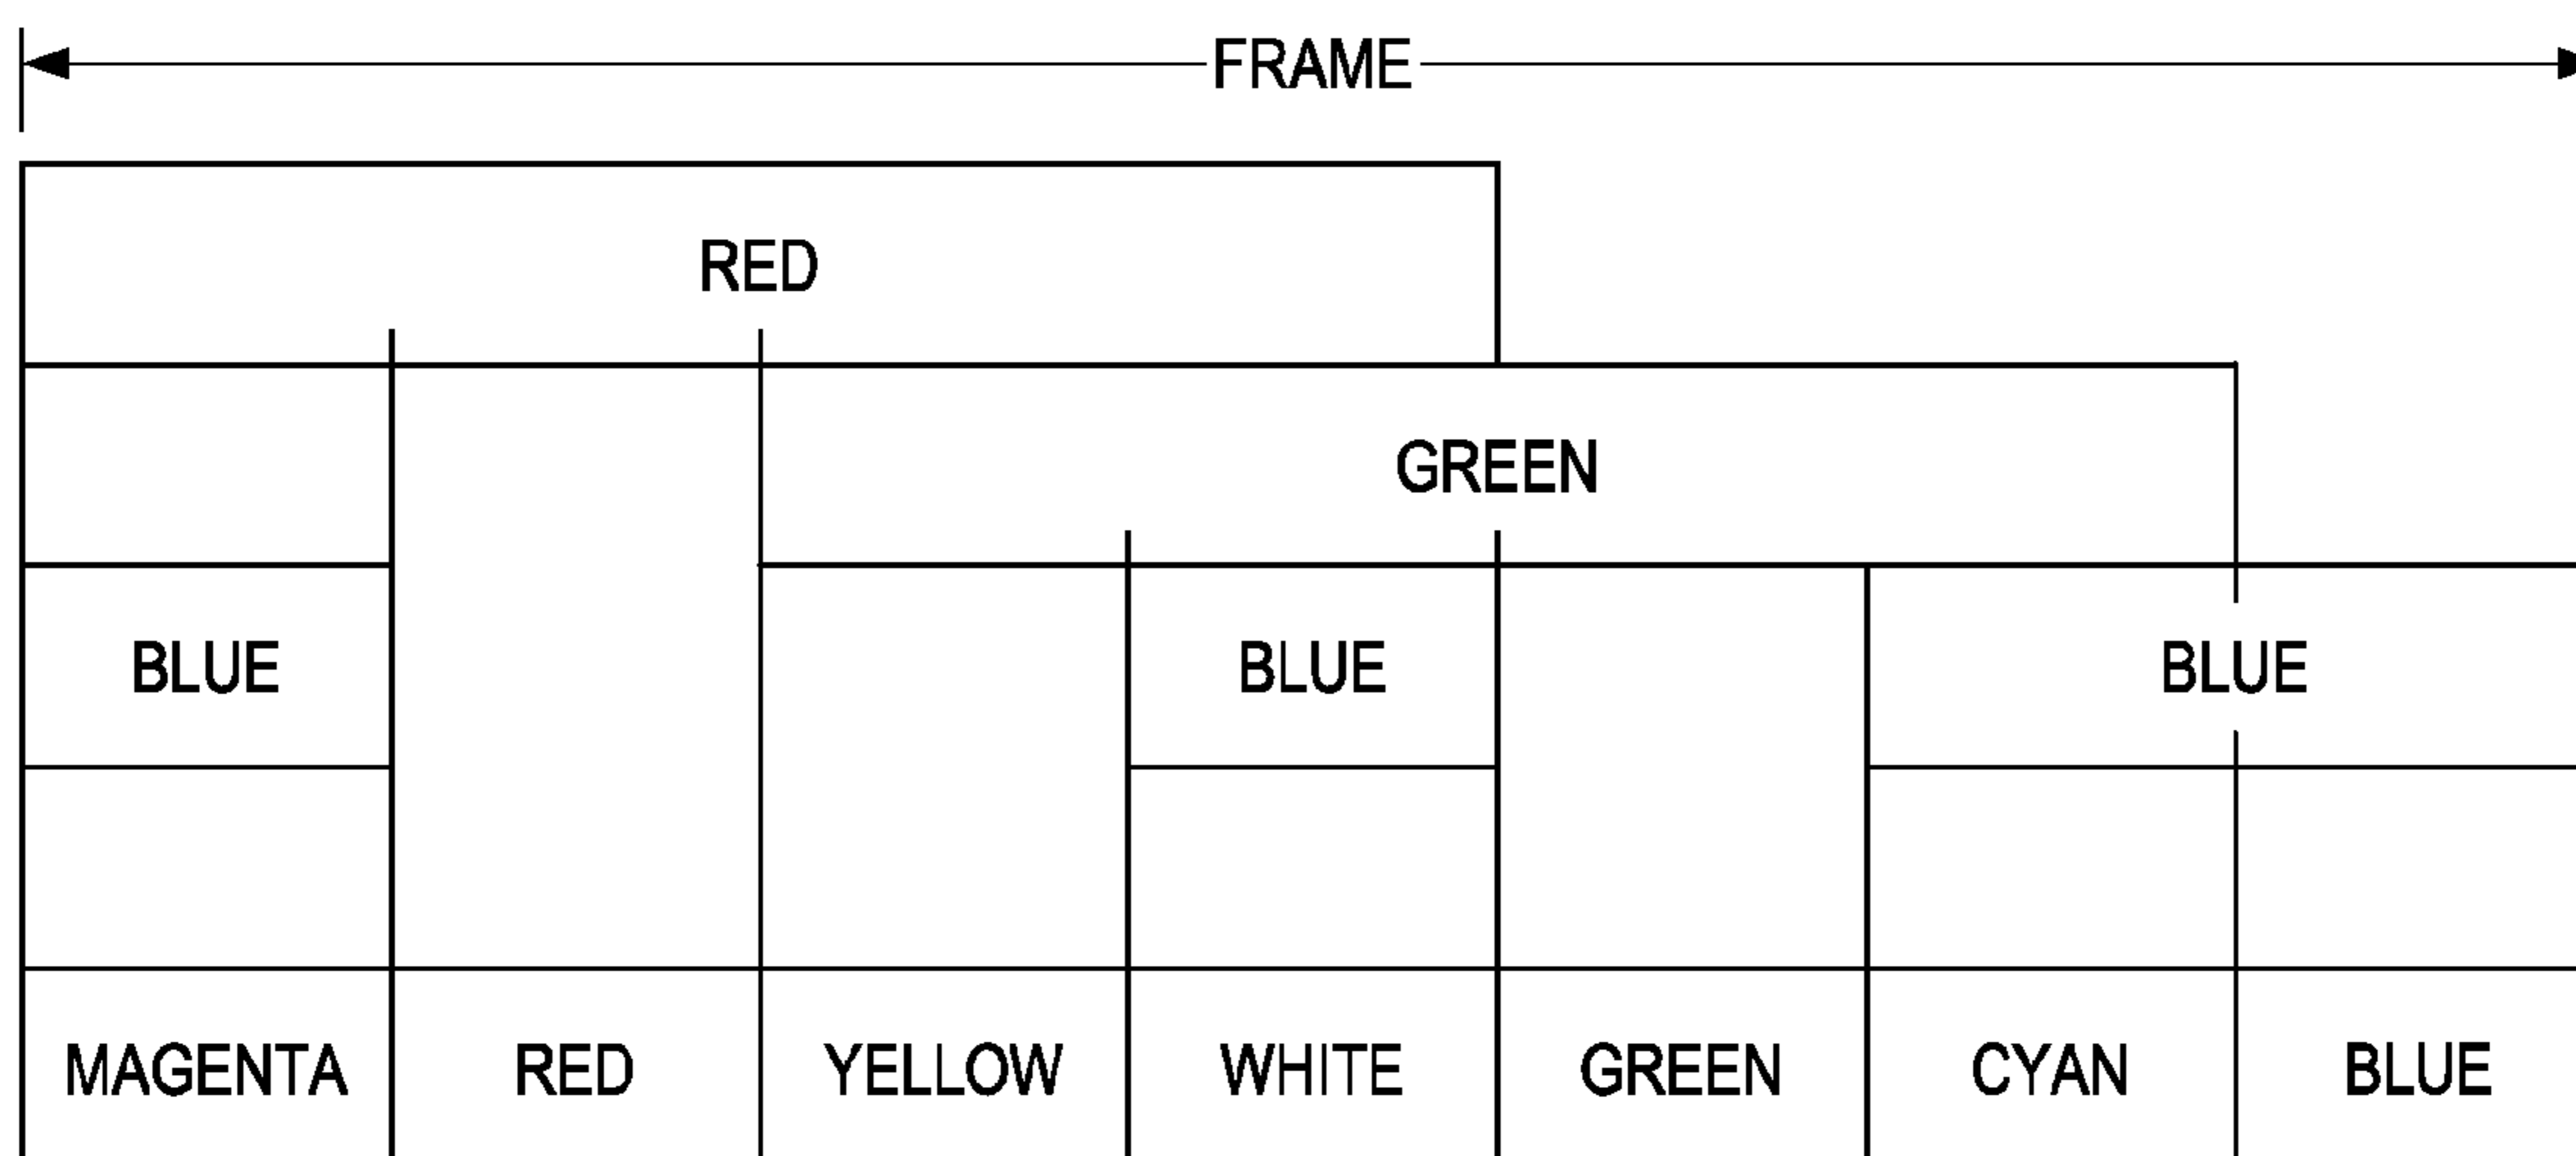 FRAME
RED
GREEN
BLUE BLUE BLUE
MAGENTA RED YELLOW WHITE GREEN CYAN BLUE